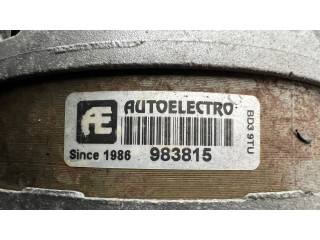 AE AUTOELECTRO
Since 1986 983815
BD3 9TU